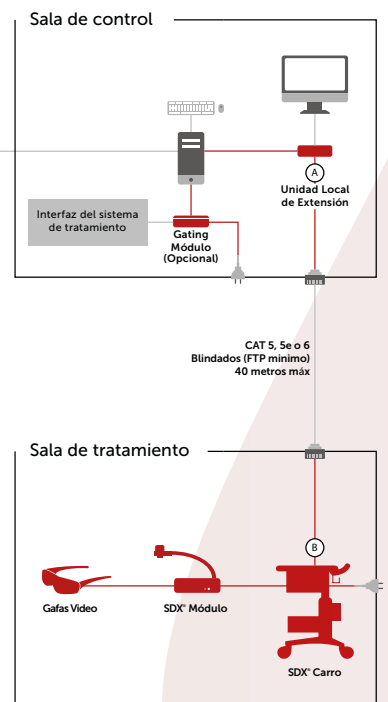 Sala de control
A
Unidad Local
de Extensión
Interfaz del sistema
de tratamiento
Gating
Módulo
(Opcional)
CAT 5, 5e o 6
Blindados (FTP minimo)
40 metros máx
Sala de tratamiento
B
Gafas Video
SDX® Módulo
SDX® Carro